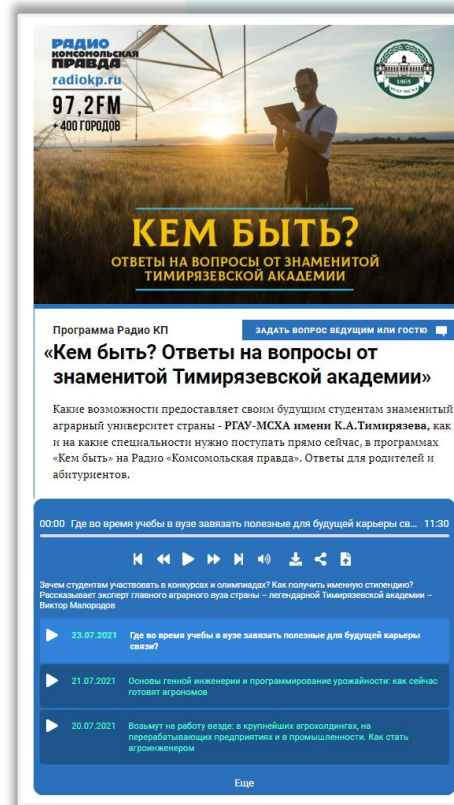 РАДИО
КОМСОМОЛЬСКАЯ
ПРАВДА
radiokp.ru
97,2FM
+ 400 ГОРОДОВ
1865
КЕМ БЫТЬ?
ОТВЕТЫ НА ВОПРОСЫ ОТ ЗНАМЕНИТОЙ
ТИМИРЯЗЕВСКОЙ АКАДЕМИИ
Программа Радио КП
ЗАДАТЬ ВОПРОС ВЕДУЩИМ ИЛИ ГОСТЮ
«Кем быть? Ответы на вопросы от
знаменитой Тимирязевской академии»
Какие возможности предоставляет своим будущим студентам знаменитый
аграрный университет страны - РГАУ-МСХА имени К.А.Тимирязева, как
и на какие специальности нужно поступать прямо сейчас, в программах
«Кем быть» на Радио «Комсомольская правда». Ответы для родителей и
абитуриентов.
00:00 Где во время учебы в вузе завязать полезные для будущей карьеры св... 11:30
Зачем студентам участвовать в конкурсах и олимпиадах? Как получить именную стипендию?
Рассказывает эксперт главного аграрного вуза страны – легендарной Тимирязевской академии –
Виктор Малородов
23.07.2021 Где во время учебы в вузе завязать полезные для будущей карьеры
связи?
21.07.2021 Основы генной инженерии и программирование урожайности: как сейчас
готовят агрономов
20.07.2021 Возьмут на работу везде: в крупнейших агрохолдингах, на
перерабатывающих предприятиях и в промышленности. Как стать
агроинженером
Еще